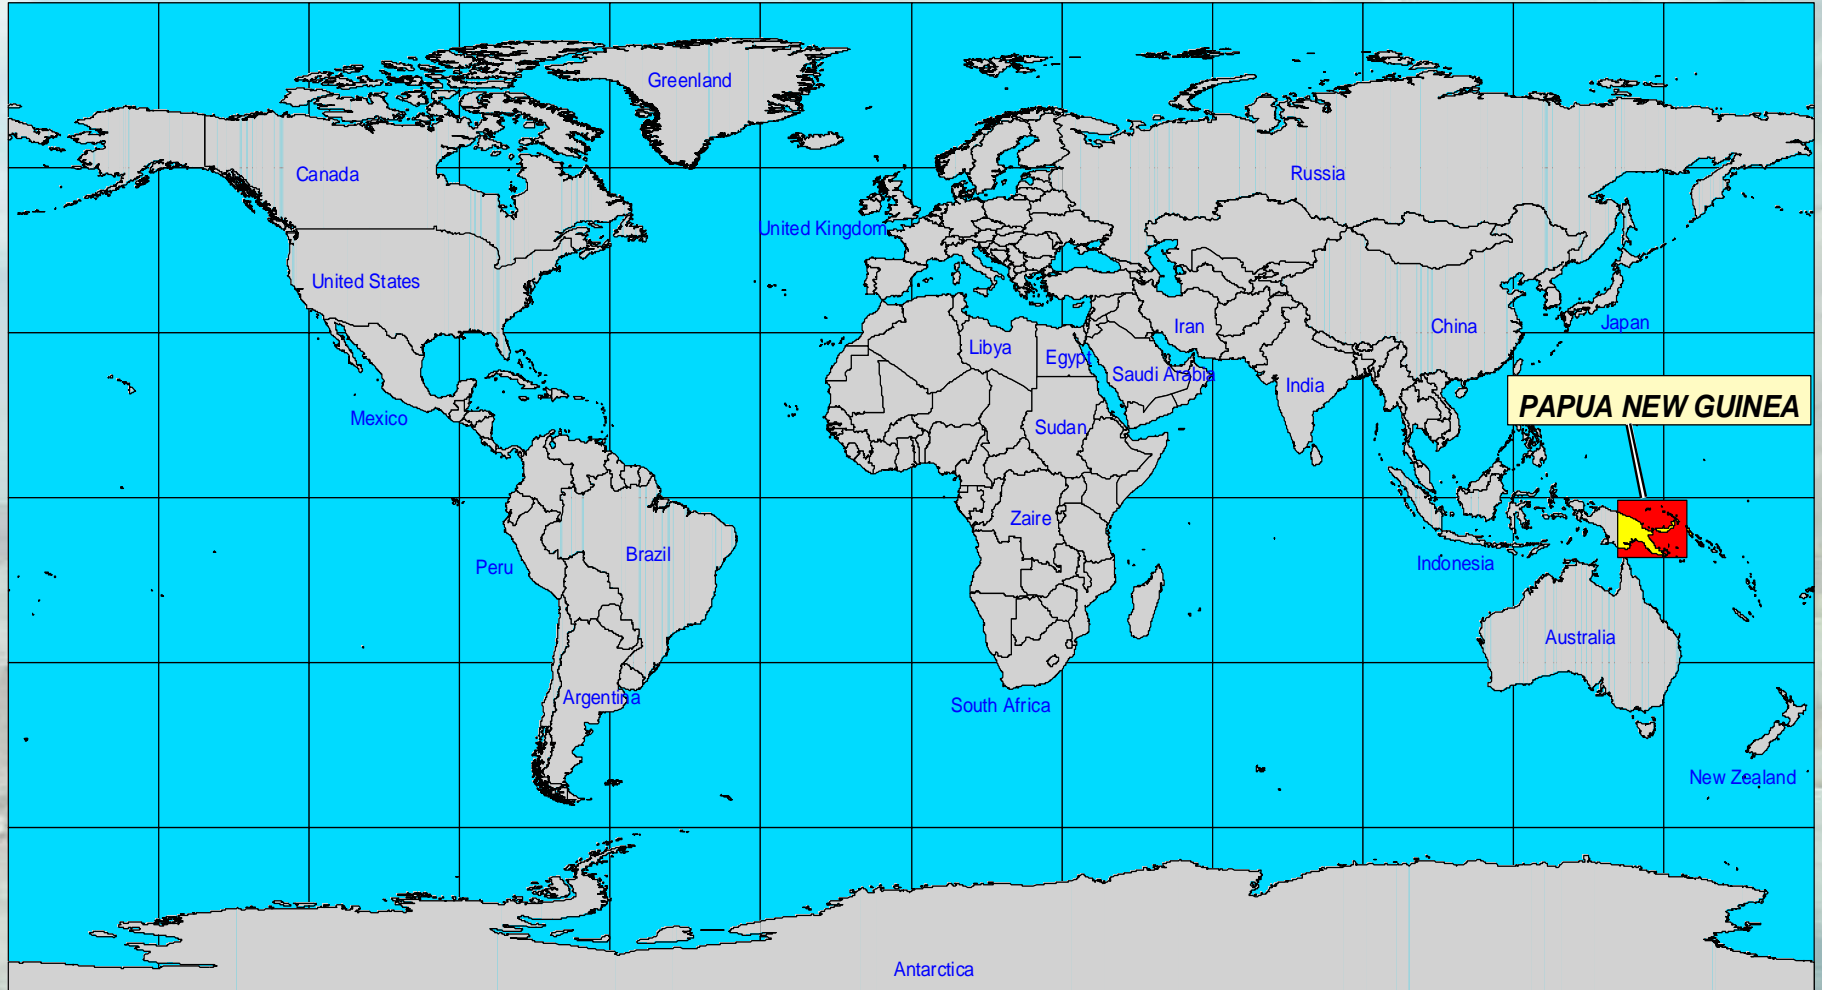 Greenland
Canada
Russia
United Kingdom
United States
Iran
China
Japan
Libya
Egypt
Saudi Arabia
India
PAPUA NEW GUINEA
Mexico
Sudan
Zaire
Brazil
Peru
Indonesia
Australia
Argentina
South Africa
New Zealand
Antarctica